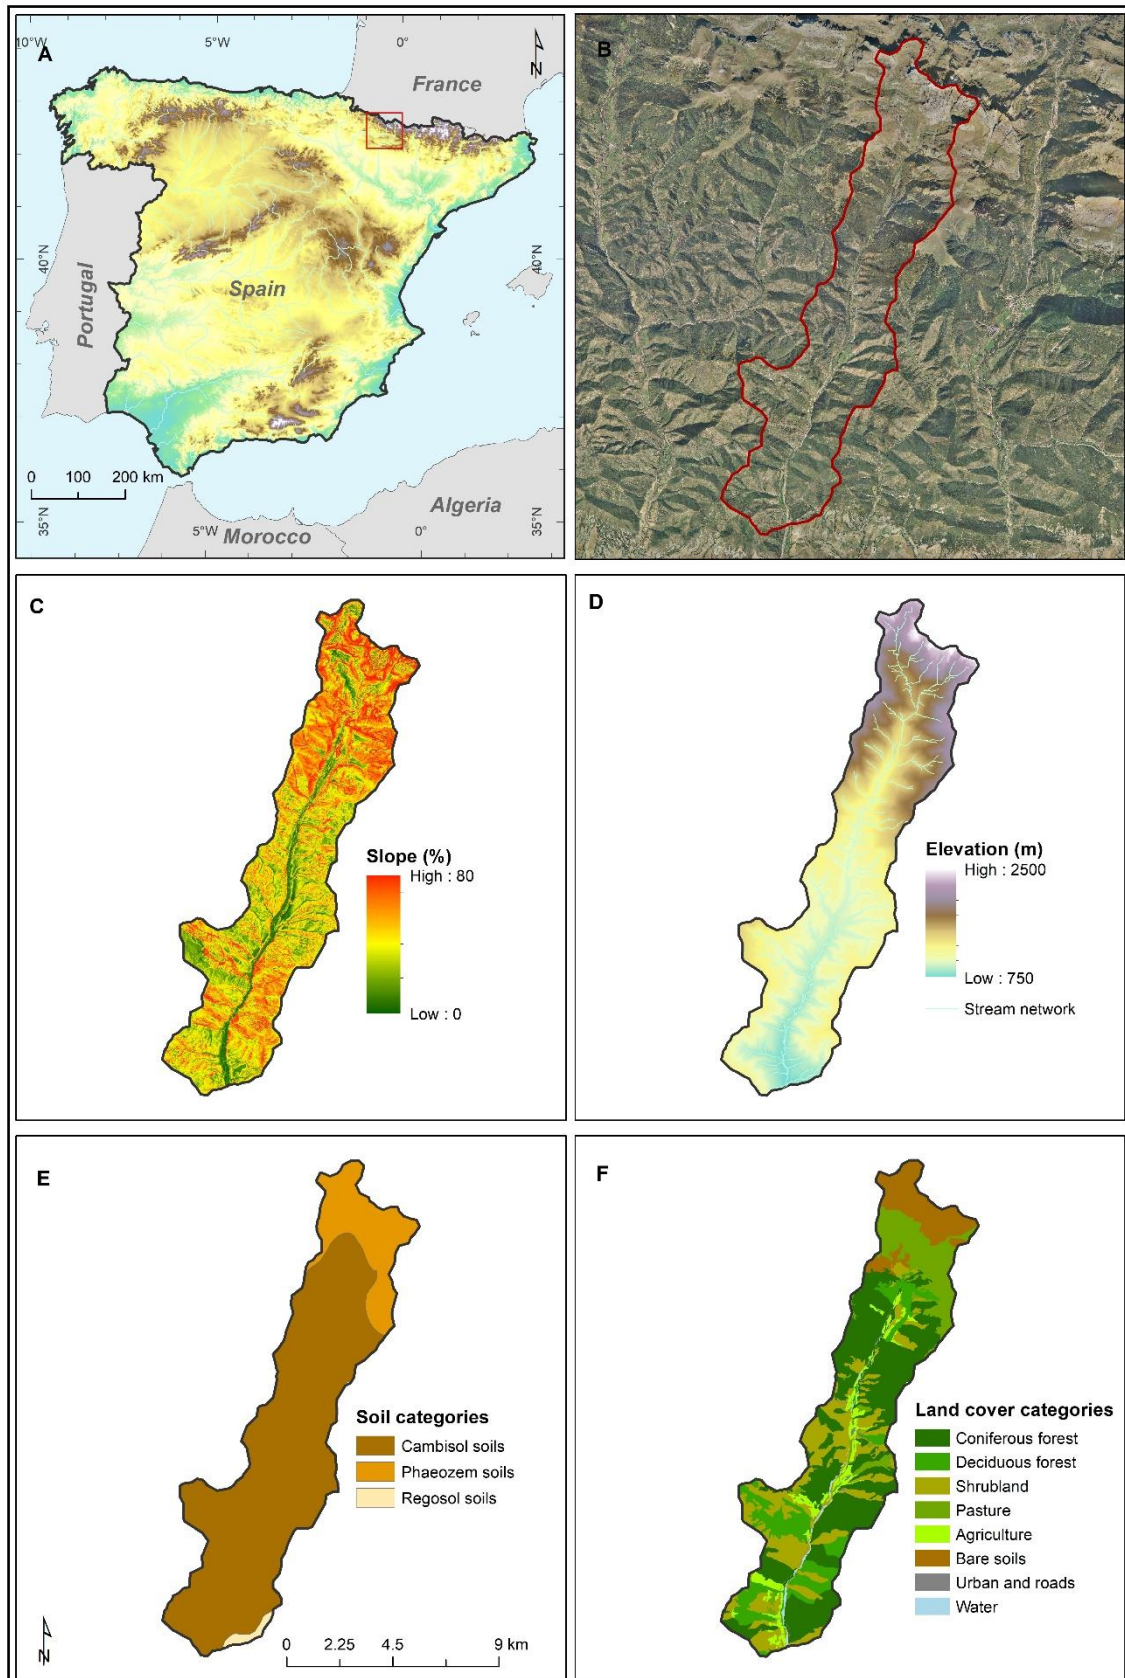 A
10°W
5°W
0°
France
N
40°N
40°N
Portugal
Spain
0 100 200 km
35°N
35°N
5°W
0°
Morocco
Algeria
B
C
Slope (%)
High : 80
Low : 0
D
Elevation (m)
High : 2500
Low : 750
Stream network
E
Soil categories
Cambisol soils
Phaeozem soils
Regosol soils
N
0 2.25 4.5 9 km
F
Land cover categories
Coniferous forest
Deciduous forest
Shrubland
Pasture
Agriculture
Bare soils
Urban and roads
Water